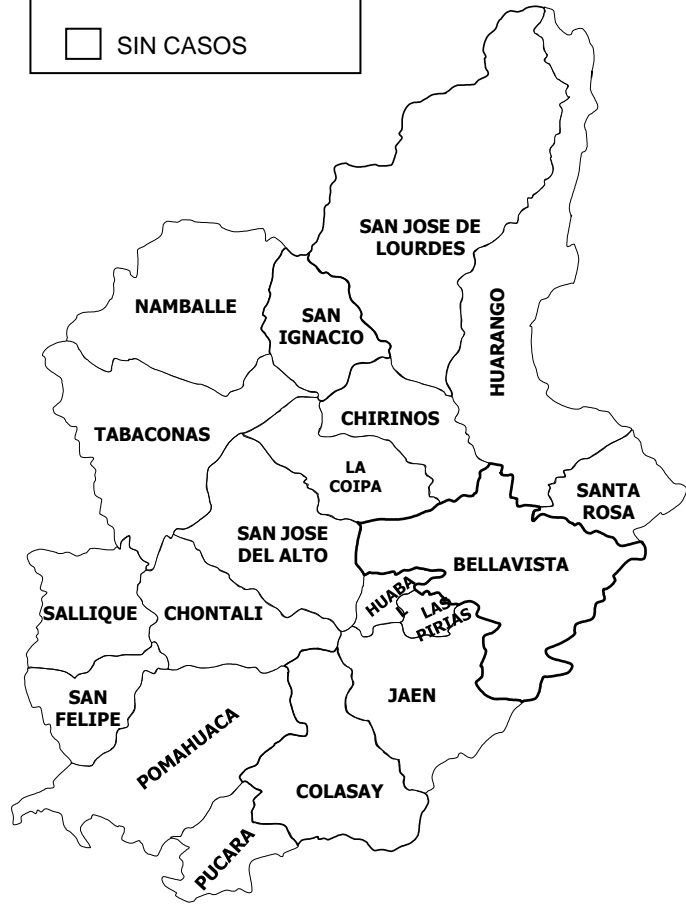 SIN CASOS
SAN JOSE DE
LOURDES
NAMBALLE
SAN
IGNACIO
HUARANGO
CHIRINOS
TABACONAS
LA
COIPA
SANTA
ROSA
SAN JOSE
DEL ALTO
BELLAVISTA
HUABA
L
LAS
PIRIAS
SALLIQUE
CHONTALI
SAN
FELIPE
JAEN
POMAHUACA
COLASAY
PUCARA